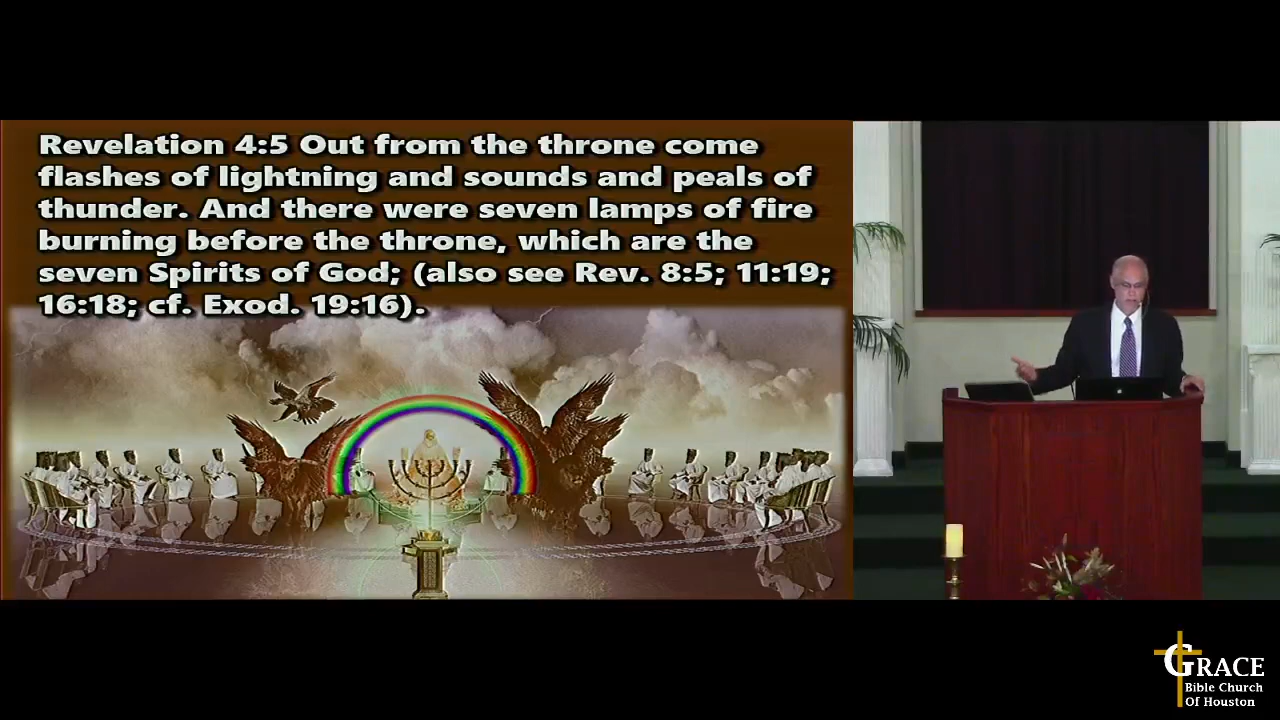 Revelation 4:5 Out from the throne come
flashes of lightning and sounds and peals of
thunder. And there were seven lamps of fire
burning before the throne, which are the
seven Spirits of God; (also see Rev. 8:5; 11:19;
16:18; cf. Exod. 19:16).
GRACE
Bible Church
Of Houston